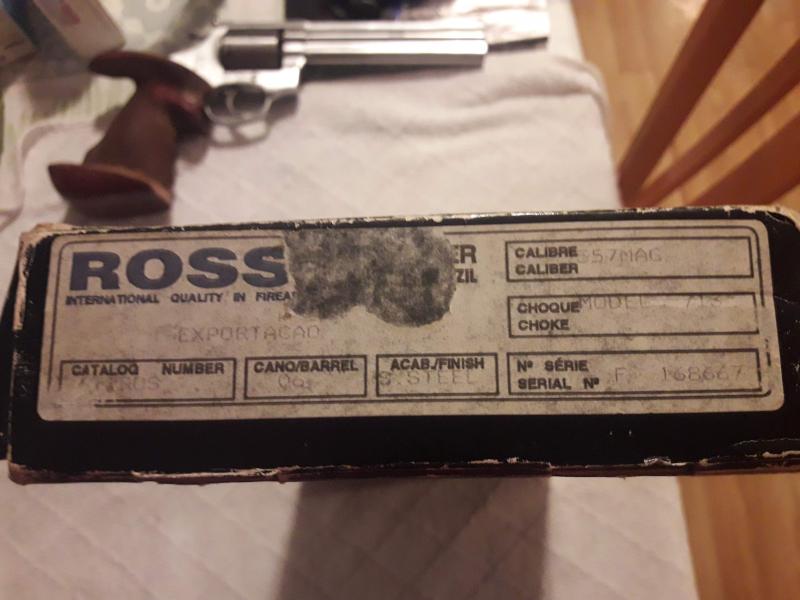 ROSS
ER
ZIL
INTERNATIONAL QUALITY IN
EXPORTACAO
CALIBRE
CALIBER
357MAG
CHOQUE
CHOKE
MODEL
CATALOG NUMBER
CANO/BARREL
06
ACAB./FINISH
S.STEEL
Nº SÉRIE
SERIAL Nº
F 168667